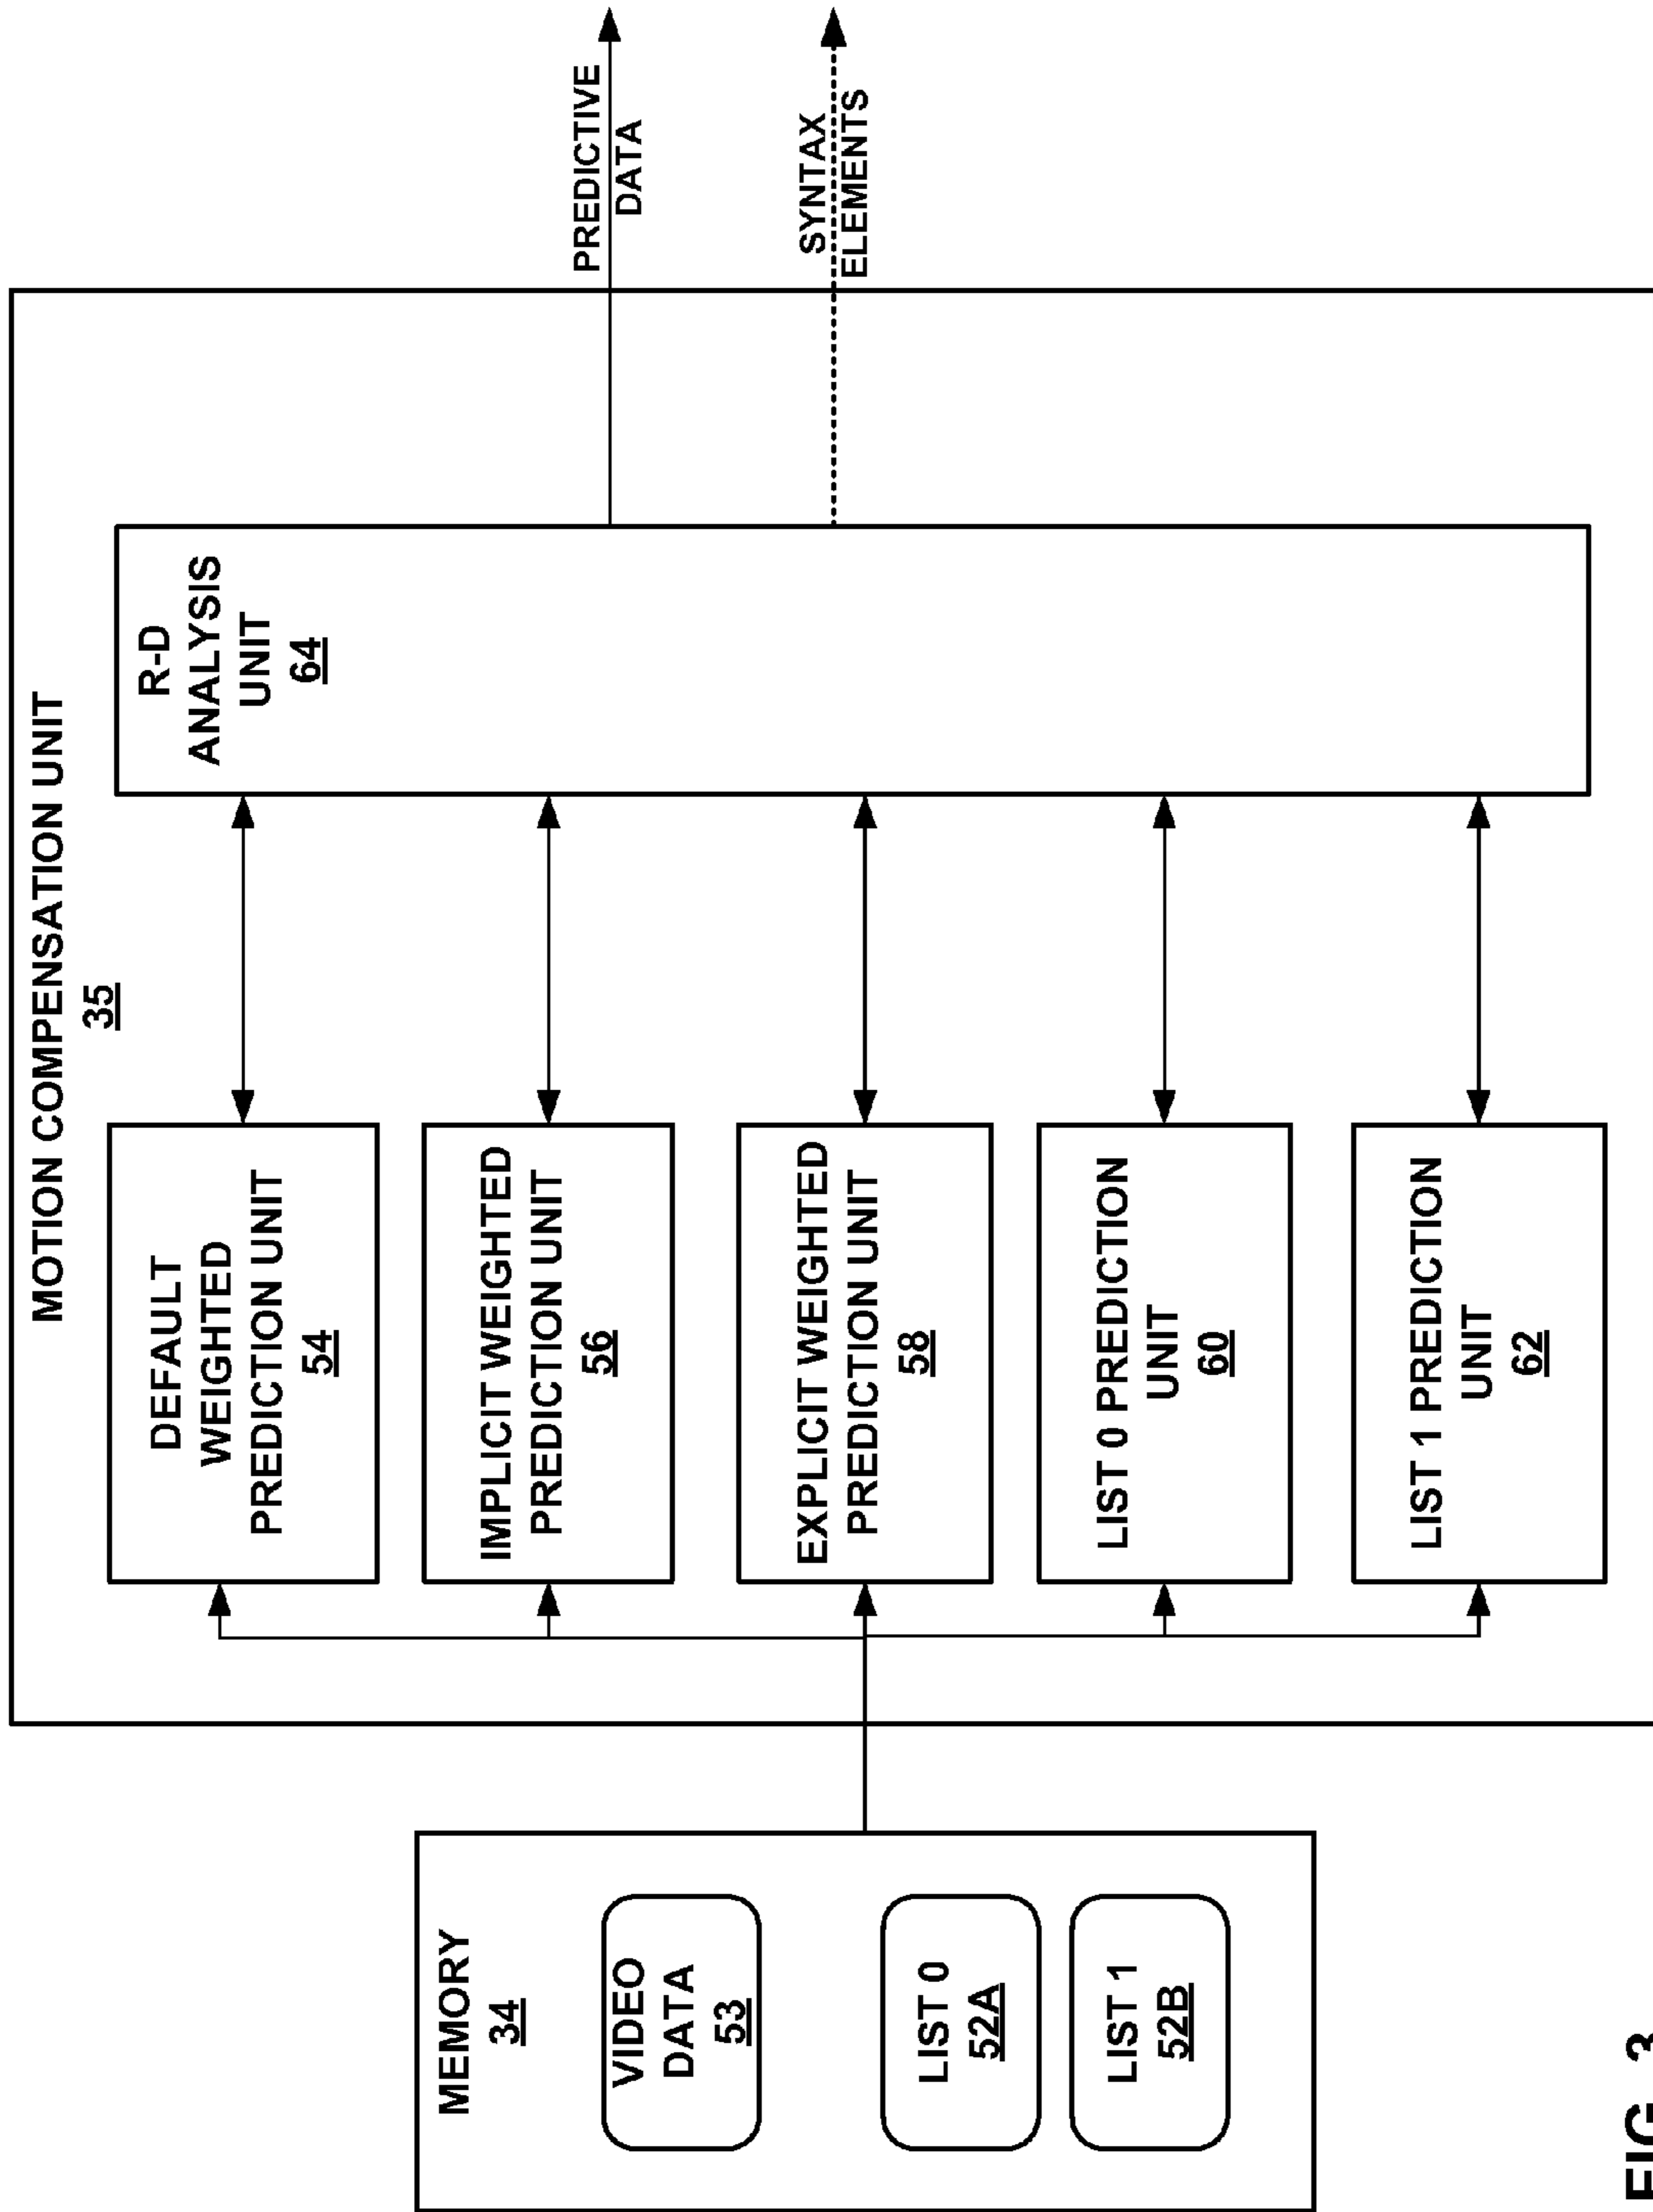 MOTION COMPENSATION UNIT
35
MEMORY
34
VIDEO
DATA
53
LIST 0
52A
LIST 1
52B
DEFAULT
WEIGHTED
PREDICTION UNIT
54
IMPLICIT WEIGHTED
PREDICTION UNIT
56
EXPLICIT WEIGHTED
PREDICTION UNIT
58
LIST 0 PREDICTION
UNIT
60
LIST 1 PREDICTION
UNIT
62
R-D
ANALYSIS
UNIT
64
PREDICTIVE
DATA
SYNTAX
ELEMENTS
FIG. 3